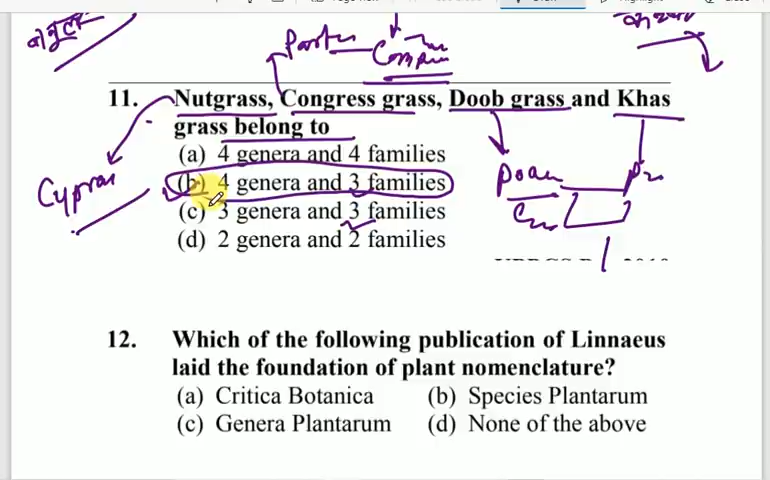 11. Nutgrass, Congress grass, Doob grass and Khas
grass belong to
(a) 4 genera and 4 families
(b) 4 genera and 3 families
(c) 3 genera and 3 families
(d) 2 genera and 2 families
12. Which of the following publication of Linnaeus
laid the foundation of plant nomenclature?
(a) Critica Botanica (b) Species Plantarum
(c) Genera Plantarum (d) None of the above